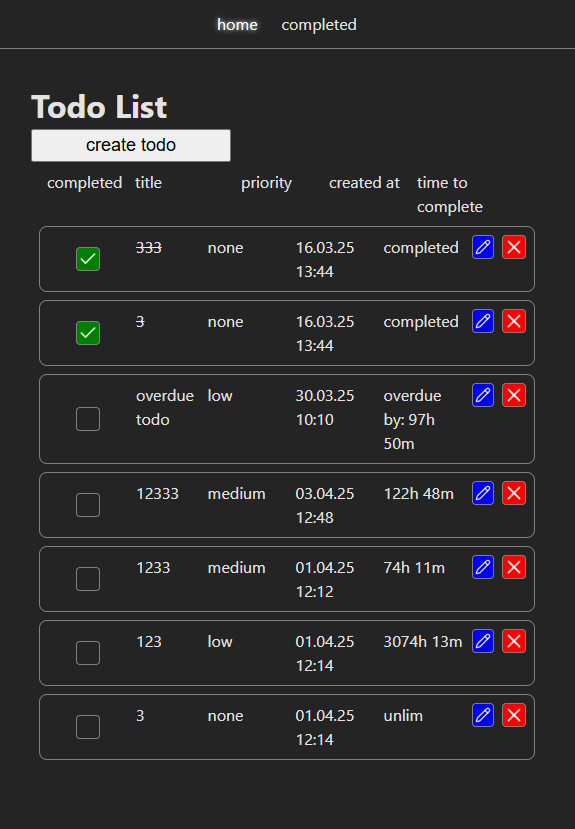 home completed
Todo List
create todo
completed title priority created at time to
complete
333 none 16.03.25 completed
13:44
3 none 16.03.25 completed
13:44
overdue low 30.03.25 overdue
todo 10:10 by: 97h
50m
12333 medium 03.04.25 122h 48m
12:48
1233 medium 01.04.25 74h 11m
12:12
123 low 01.04.25 3074h 13m
12:14
3 none 01.04.25 unlim
12:14